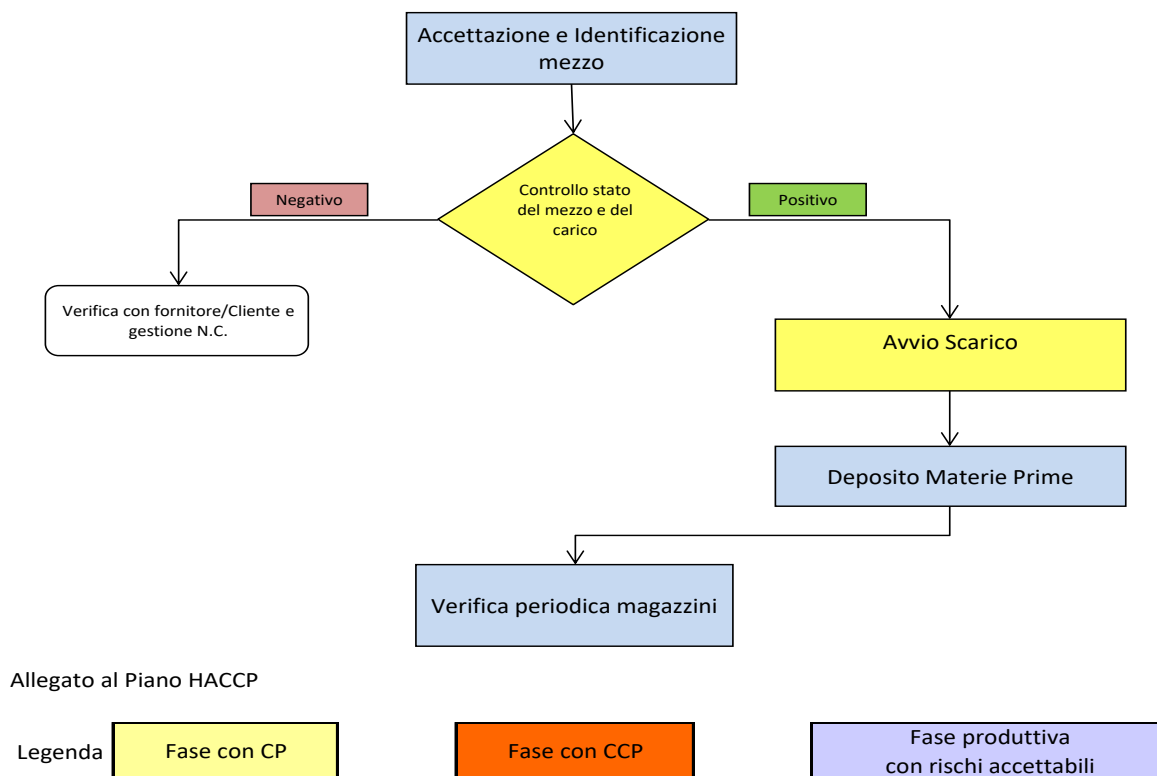 Accettazione e Identificazione
mezzo
Controllo stato
del mezzo e del
carico
Negativo
Positivo
Verifica con fornitore/Cliente e
gestione N.C.
Avvio Scarico
Deposito Materie Prime
Verifica periodica magazzini
Allegato al Piano HACCP
Legenda
Fase con CP
Fase con CCP
Fase produttiva
con rischi accettabili